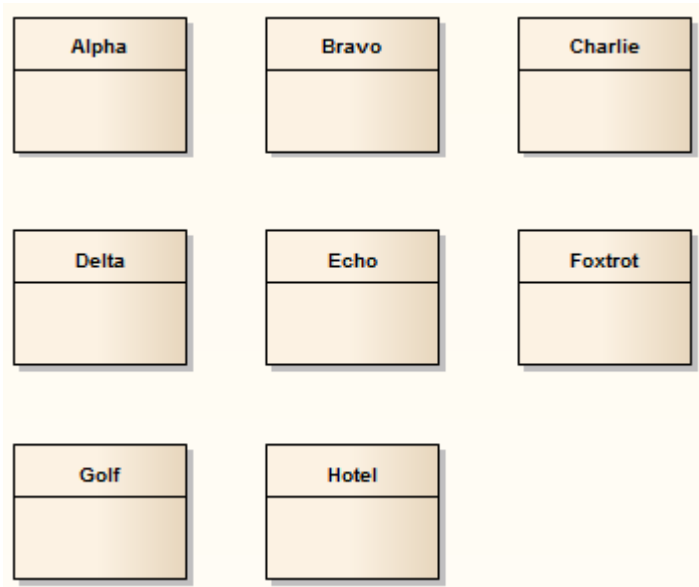 Alpha
Bravo
Charlie
Delta
Echo
Foxtrot
Golf
Hotel